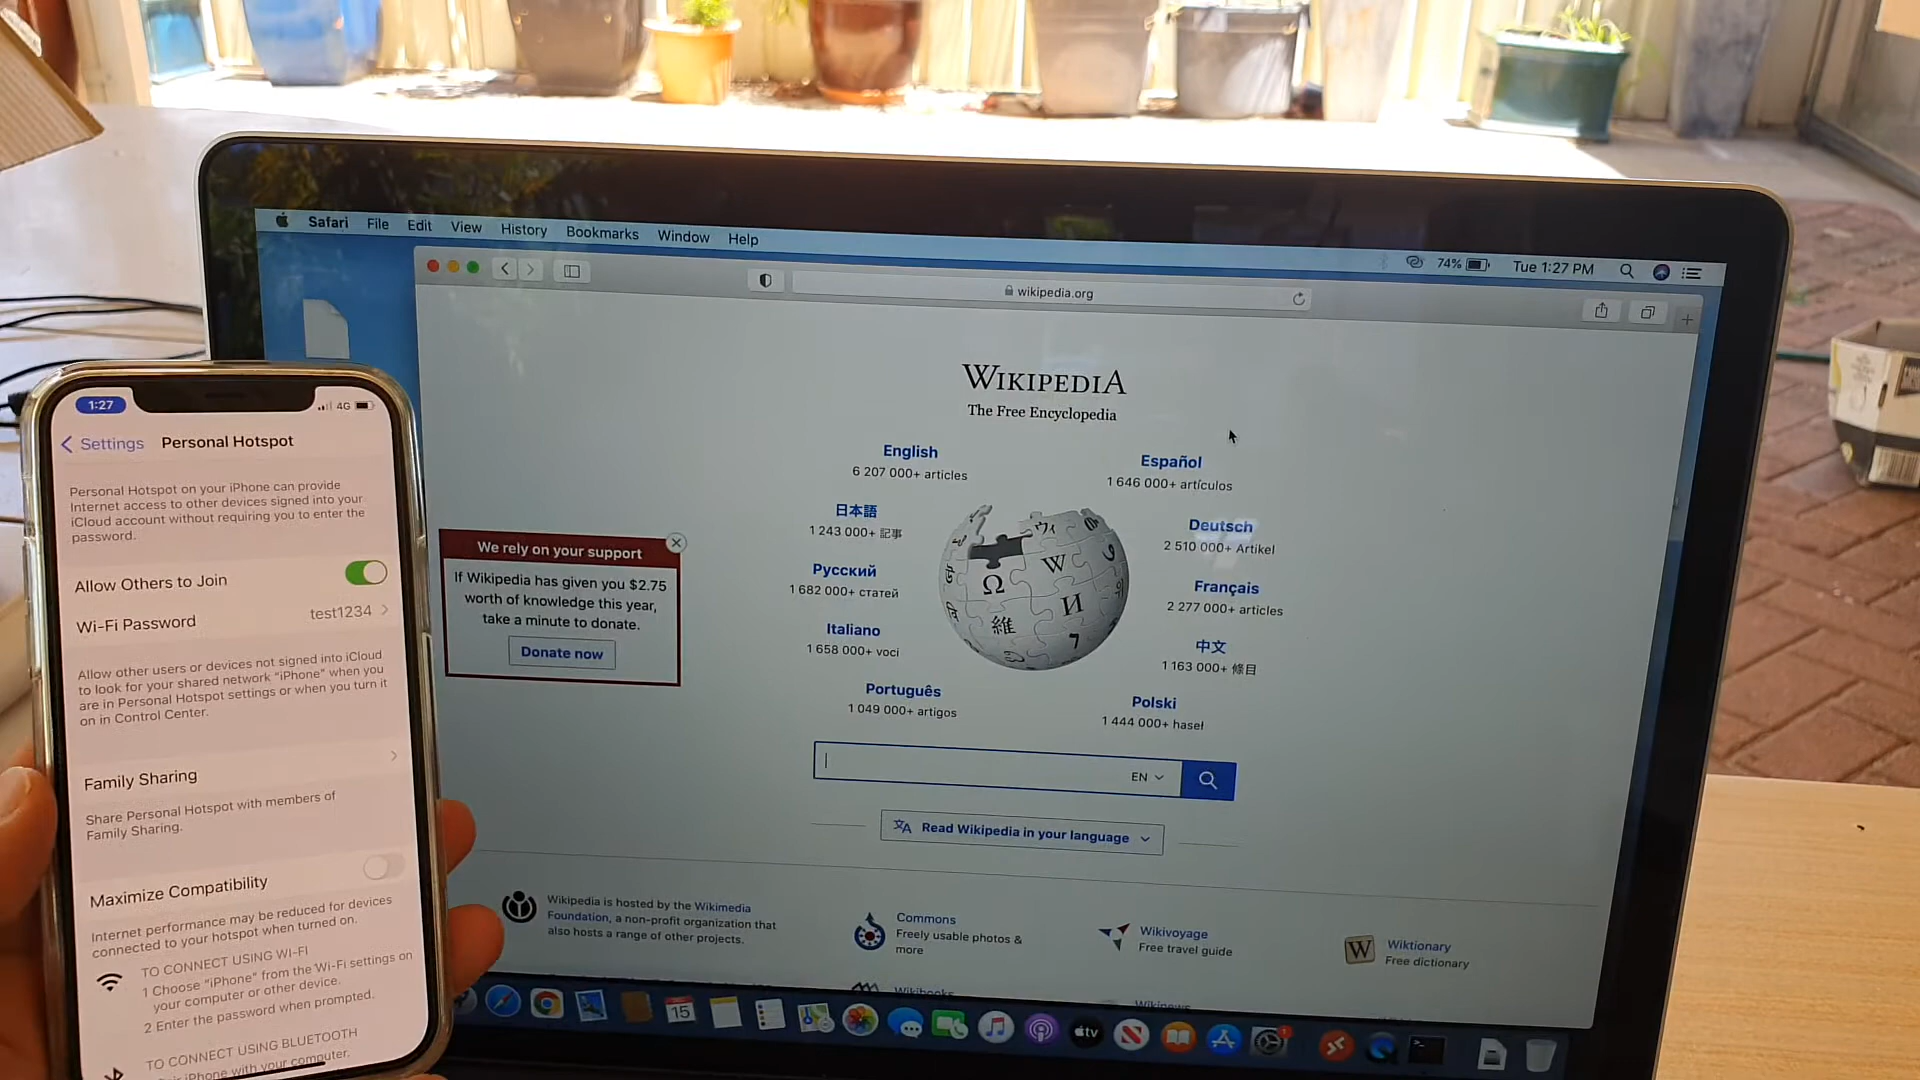 Safari File Edit View History Bookmarks Window Help
74%
Tue 1:27 PM
wikipedia.org
WIKIPEDIA
The Free Encyclopedia
English
6 207 000+ articles
Español
1 646 000+ artículos
日本語
1 243 000+ 記事
Deutsch
2 510 000+ Artikel
Русский
1 682 000+ статей
Français
2 277 000+ articles
Italiano
1 658 000+ voci
中文
1 163 000+ 條目
Português
1 049 000+ artigos
Polski
1 444 000+ haseł
Ω
W
И
維
ウィ
7
We rely on your support
If Wikipedia has given you $2.75
worth of knowledge this year,
take a minute to donate.
Donate now
EN
Read Wikipedia in your language
Wikipedia is hosted by the Wikimedia
Foundation, a non-profit organization that
also hosts a range of other projects.
Commons
Freely usable photos &
more
Wikivoyage
Free travel guide
W
Wiktionary
Free dictionary
Wikibooks
Wikinews
15
tv
1:27
4G
Settings
Personal Hotspot
Personal Hotspot on your iPhone can provide
Internet access to other devices signed into your
iCloud account without requiring you to enter the
password.
Allow Others to Join
Wi-Fi Password
test1234
Allow other users or devices not signed into iCloud
to look for your shared network “iPhone” when you
are in Personal Hotspot settings or when you turn it
on in Control Center.
Family Sharing
Share Personal Hotspot with members of
Family Sharing.
Maximize Compatibility
Internet performance may be reduced for devices
connected to your hotspot when turned on.
TO CONNECT USING WI-FI
1 Choose “iPhone” from the Wi-Fi settings on
your computer or other device.
2 Enter the password when prompted.
TO CONNECT USING BLUETOOTH
iPhone with your computer.